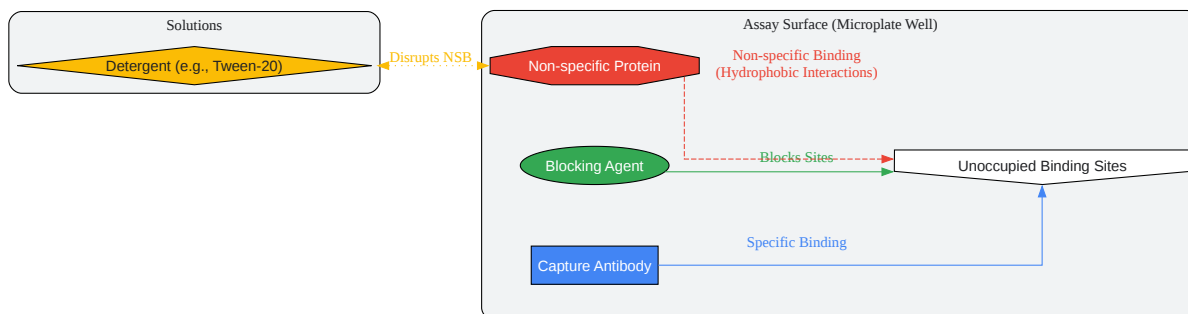 Solutions
Detergent (e.g., Tween-20)
Disrupts NSB
Assay Surface (Microplate Well)
Non-specific Protein
Non-specific Binding
(Hydrophobic Interactions)
Blocking Agent
Blocks Sites
Unoccupied Binding Sites
Capture Antibody
Specific Binding